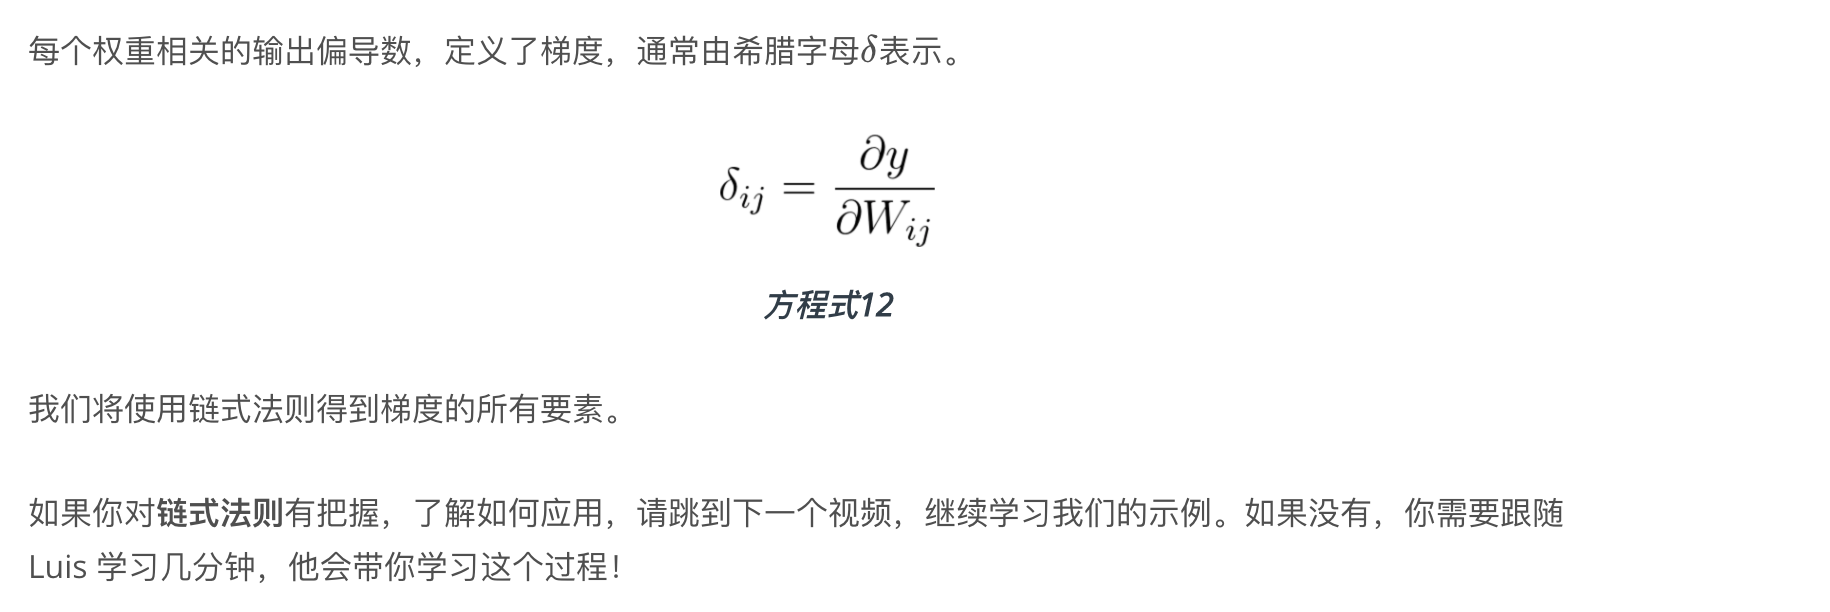 每个权重相关的输出偏导数，定义了梯度，通常由希腊字母δ表示。
δ_{ij} = \frac{∂y}{∂W_{ij}}
方程式12
我们将使用链式法则得到梯度的所有要素。
如果你对链式法则有把握，了解如何应用，请跳到下一个视频，继续学习我们的示例。如果没有，你需要跟随
Luis 学习几分钟，他会带你学习这个过程！